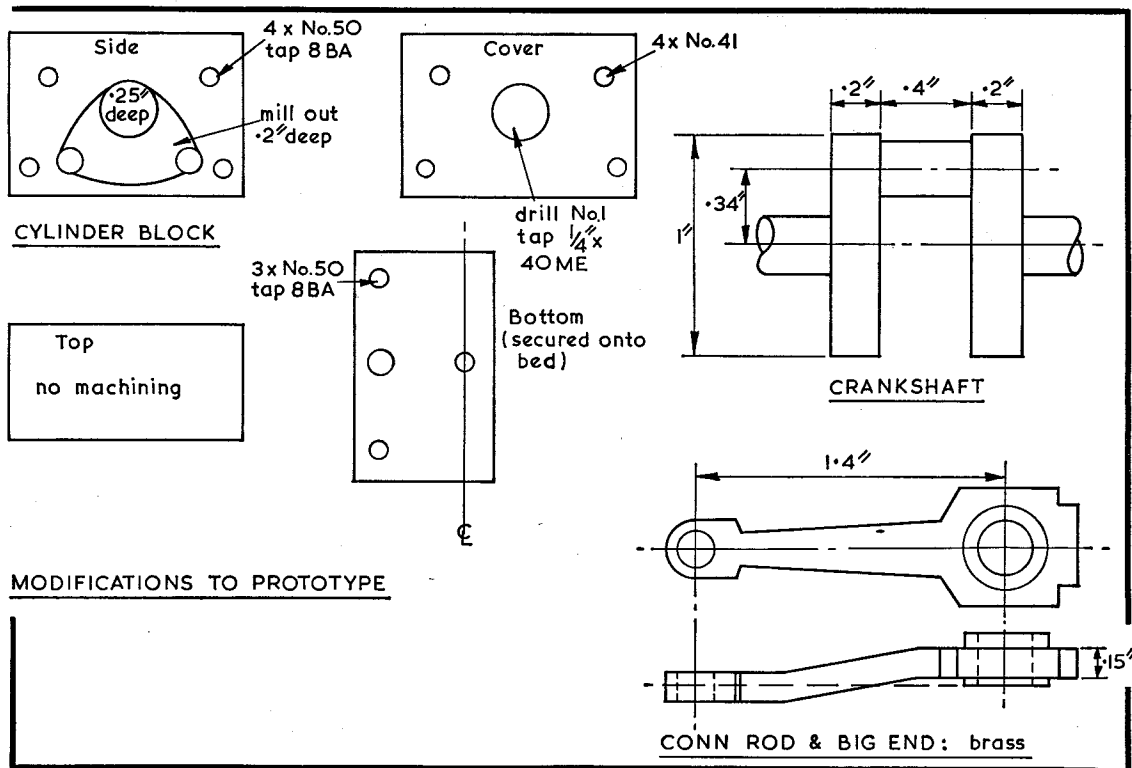 Side
4 x No.50
tap 8 BA
.25"
deep
mill out
.2" deep
CYLINDER BLOCK
Cover
4 x No.41
drill No.1
tap 1/4" x
40 ME
.2"
.4"
.2"
.34"
1"
CRANKSHAFT
3 x No.50
tap 8BA
Bottom
(secured onto
bed)
Top
no machining
℄
MODIFICATIONS TO PROTOTYPE
1.4"
.15"
CONN ROD & BIG END: brass